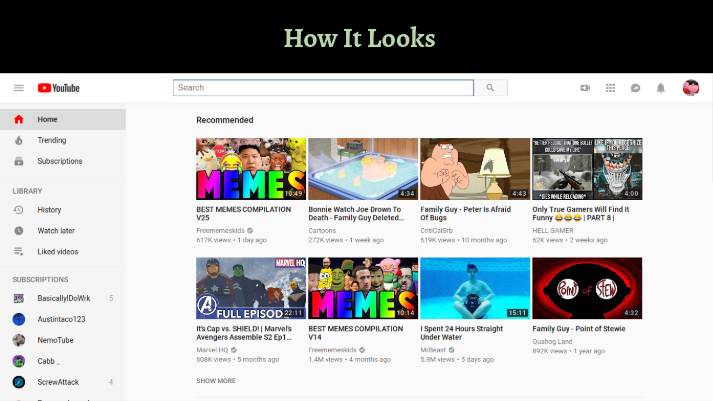 How It Looks
YouTube
Search
Home
Trending
Subscriptions
LIBRARY
History
Watch later
Liked videos
SUBSCRIPTIONS
BasicallyIDoWrk 5
Austintaco123
NemoTube
Cabb _
ScrewAttack 4
Recommended
MEMES
10:49
BEST MEMES COMPILATION
V25
Freememeskids
617K views • 1 day ago
4:34
Bonnie Watch Joe Drown To
Death - Family Guy Deleted...
Cartoons
272K views • 1 week ago
4:43
Family Guy - Peter Is Afraid
Of Bugs
CritiCalSrb
619K views • 10 months ago
4:00
Only True Gamers Will Find It
Funny 😂😂😂 | PART 8 |
HELL GAMER
62K views • 2 weeks ago
MARVEL HQ
FULL EPISOD
22:11
It's Cap vs. SHIELD! | Marvel's
Avengers Assemble S2 Ep1...
Marvel HQ
608K views • 5 months ago
MEMES
10:14
BEST MEMES COMPILATION
V14
Freememeskids
1.4M views • 4 months ago
15:11
I Spent 24 Hours Straight
Under Water
MrBeast
5.9M views • 5 days ago
POINT of STEW
4:32
Family Guy - Point of Stewie
Quahog Land
892K views • 1 year ago
SHOW MORE